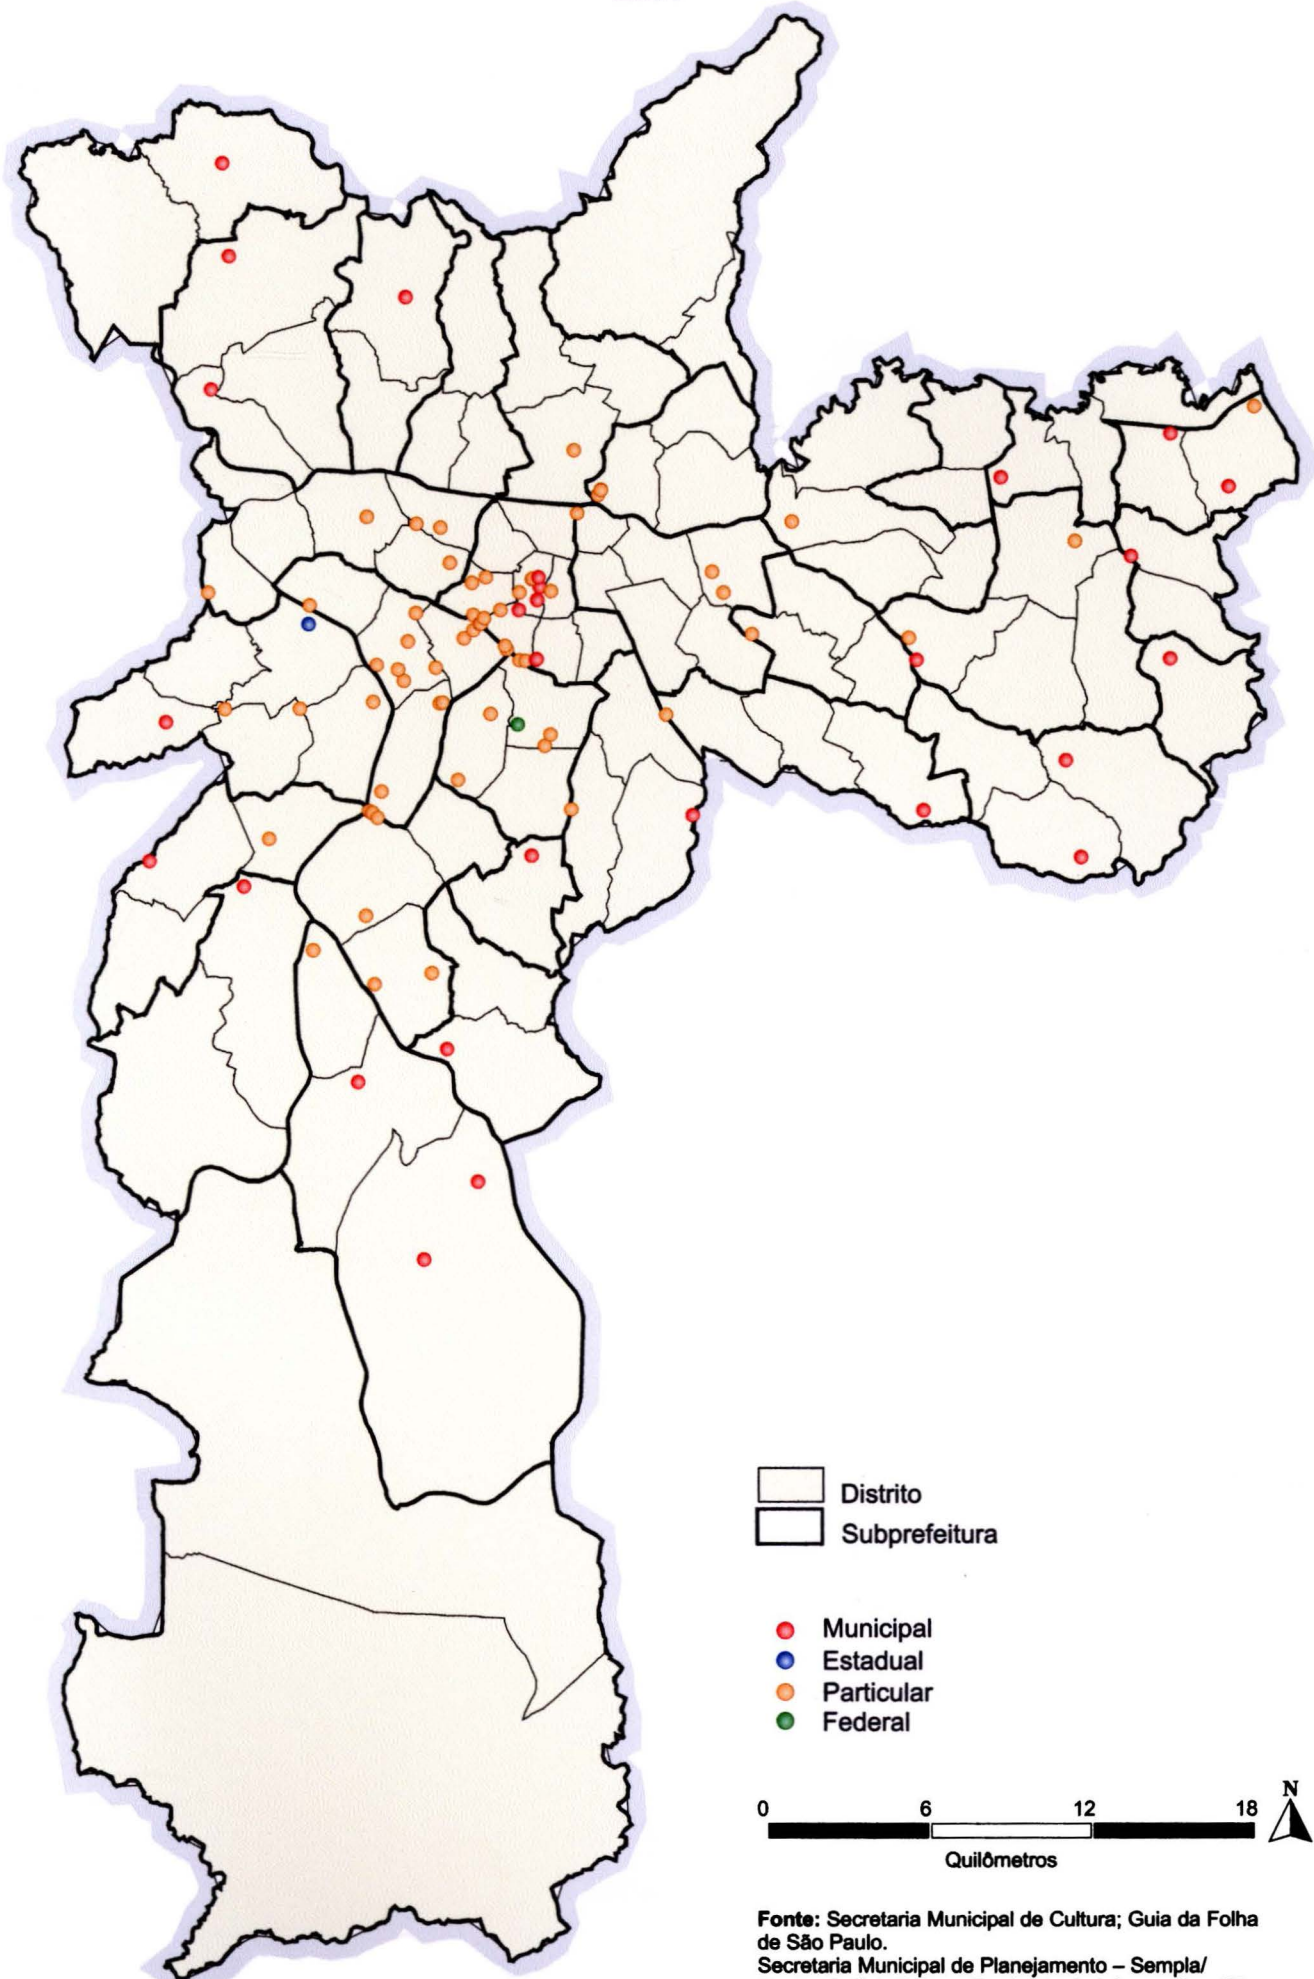 Distrito
Subprefeitura
Municipal
Estadual
Particular
Federal
0 6 12 18
N
Quilômetros
Fonte: Secretaria Municipal de Cultura; Guia da Folha
de São Paulo.
Secretaria Municipal de Planejamento – Sempla/